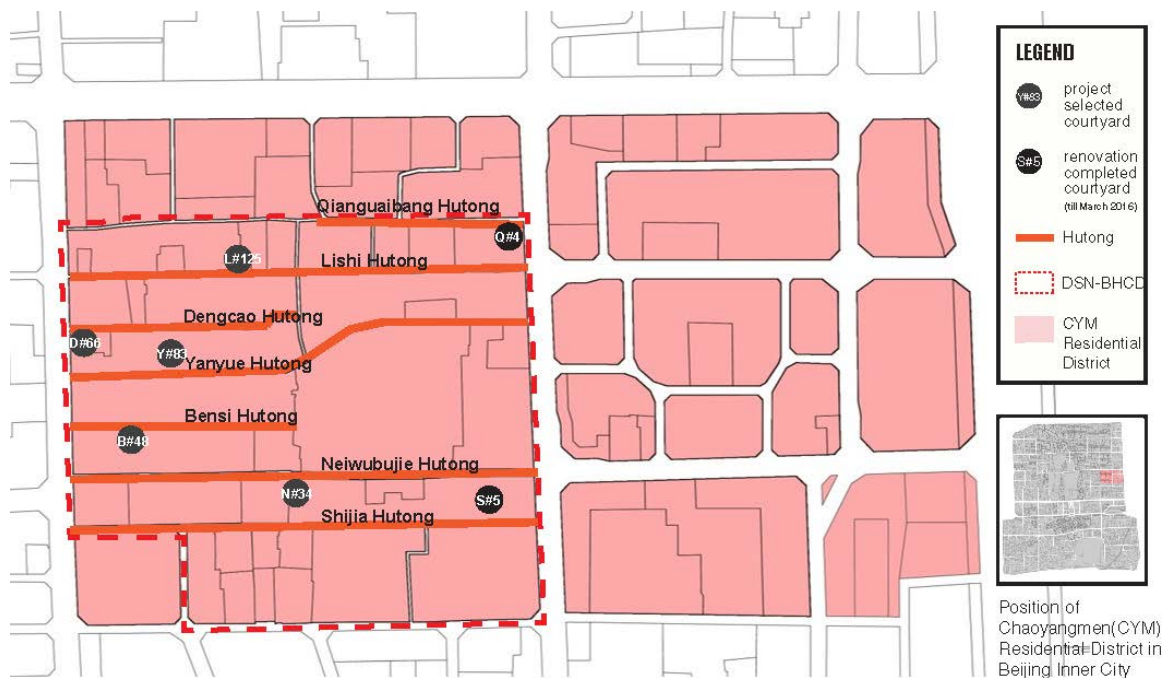 Qianguaibang Hutong
Q#4
L#125
Lishi Hutong
Dengcao Hutong
D#66
Y#83
Yanyue Hutong
Bensi Hutong
B#48
Neiwubujie Hutong
N#34
S#5
Shijia Hutong
LEGEND
Y#83
project
selected
courtyard
S#5
renovation
completed
courtyard
(till March 2016)
Hutong
DSN-BHCD
CYM
Residential
District
Position of
Chaoyangmen(CYM)
Residential District in
Beijing Inner City